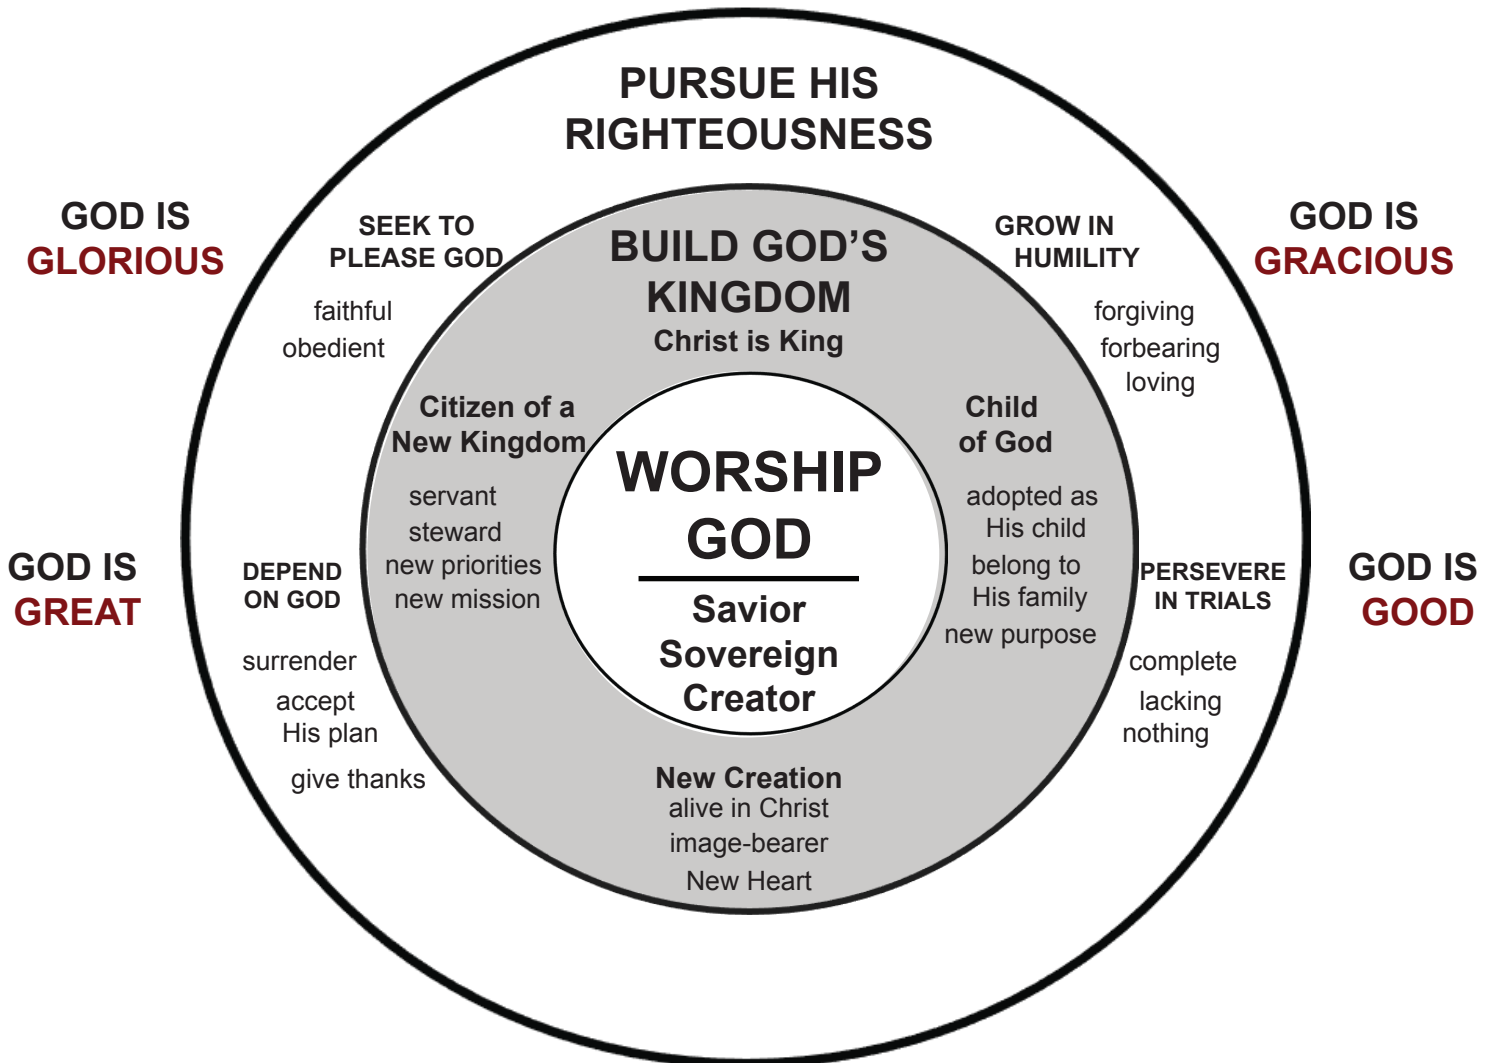 PURSUE HIS
RIGHTEOUSNESS
GOD IS
GLORIOUS
SEEK TO
PLEASE GOD
faithful
obedient
BUILD GOD'S
KINGDOM
Christ is King
GROW IN
HUMILITY
forgiving
forbearing
loving
GOD IS
GRACIOUS
Citizen of a
New Kingdom
servant
steward
new priorities
new mission
WORSHIP
GOD
Savior
Sovereign
Creator
Child
of God
adopted as
His child
belong to
His family
new purpose
GOD IS
GREAT
DEPEND
ON GOD
surrender
accept
His plan
give thanks
PERSEVERE
IN TRIALS
complete
lacking
nothing
GOD IS
GOOD
New Creation
alive in Christ
image-bearer
New Heart